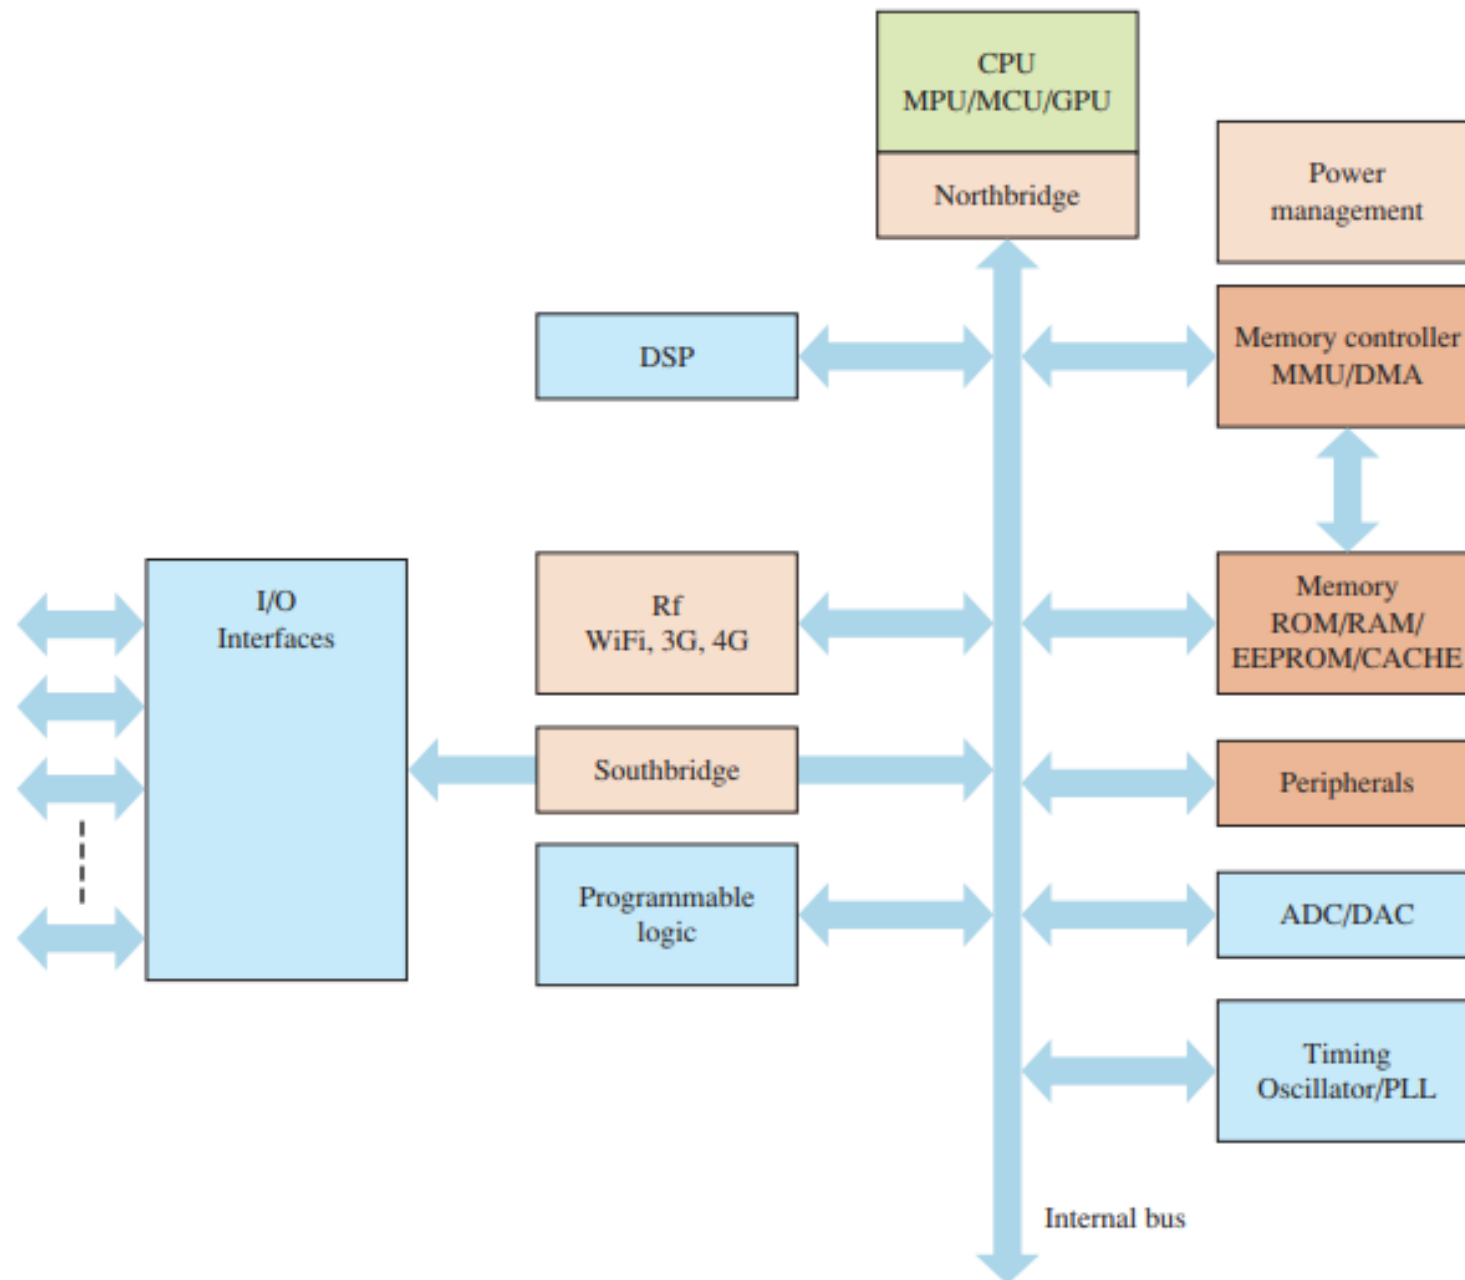 CPU
MPU/MCU/GPU
Northbridge
Power
management
DSP
Memory controller
MMU/DMA
I/O
Interfaces
Rf
WiFi, 3G, 4G
Memory
ROM/RAM/
EEPROM/CACHE
Southbridge
Peripherals
Programmable
logic
ADC/DAC
Timing
Oscillator/PLL
Internal bus